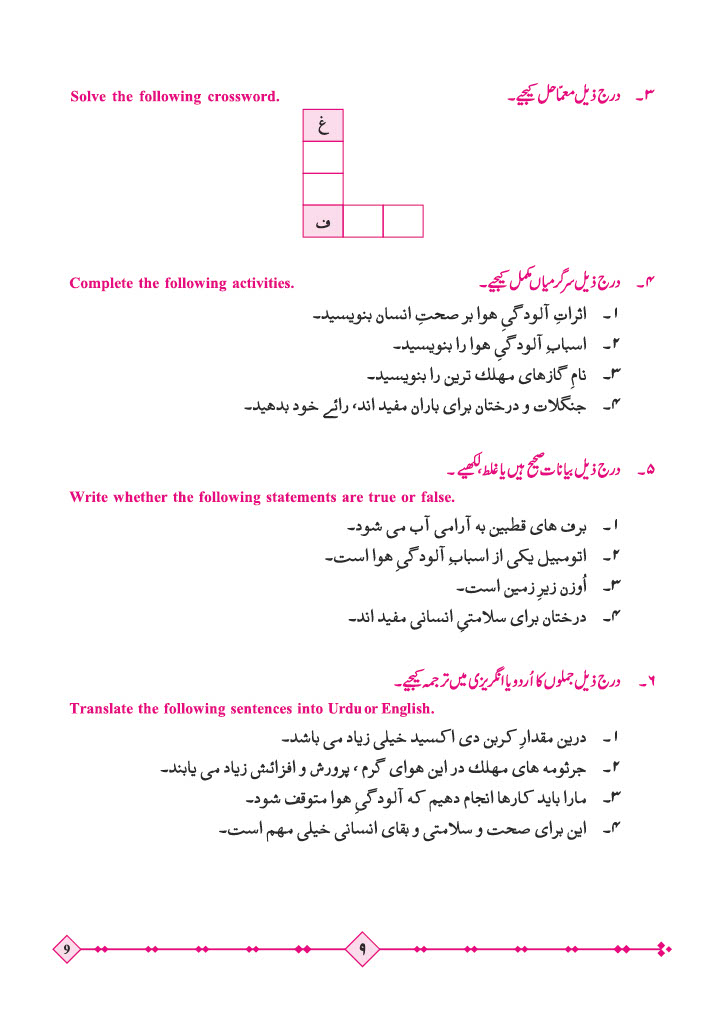 ۳۔ درج ذیل معمّا حل کیجیے۔ Solve the following crossword.
غ
ف
۴۔ درج ذیل سرگرمیاں مکمل کیجیے۔ Complete the following activities.
۱۔ اثراتِ آلودگیِ هوا بر صحتِ انسان بنویسید۔
۲۔ اسبابِ آلودگیِ هوا را بنویسید۔
۳۔ نامِ گازهای مهلك ترین را بنویسید۔
۴۔ جنگلات و درختان برای باران مفید اند، رائے خود بدهید۔
۵۔ درج ذیل بیانات صحیح ہیں یا غلط، لکھیے۔
Write whether the following statements are true or false.
۱۔ برف های قطبین به آرامی آب می شود۔
۲۔ اتومبیل یکی از اسبابِ آلودگیِ هوا است۔
۳۔ اُوزن زیرِ زمین است۔
۴۔ درختان برای سلامتیِ انسانی مفید اند۔
۶۔ درج ذیل جملوں کا اُردو یا انگریزی میں ترجمہ کیجیے۔
Translate the following sentences into Urdu or English.
۱۔ درین مقدارِ کربن دی اکسید خیلی زیاد می باشد۔
۲۔ جرثومه های مهلك در این هوای گرم ، پرورش و افزائش زیاد می یابند۔
۳۔ مارا باید کارها انجام دهیم که آلودگیِ هوا متوقف شود۔
۴۔ این برای صحت و سلامتی و بقای انسانی خیلی مهم است۔
9 ۹